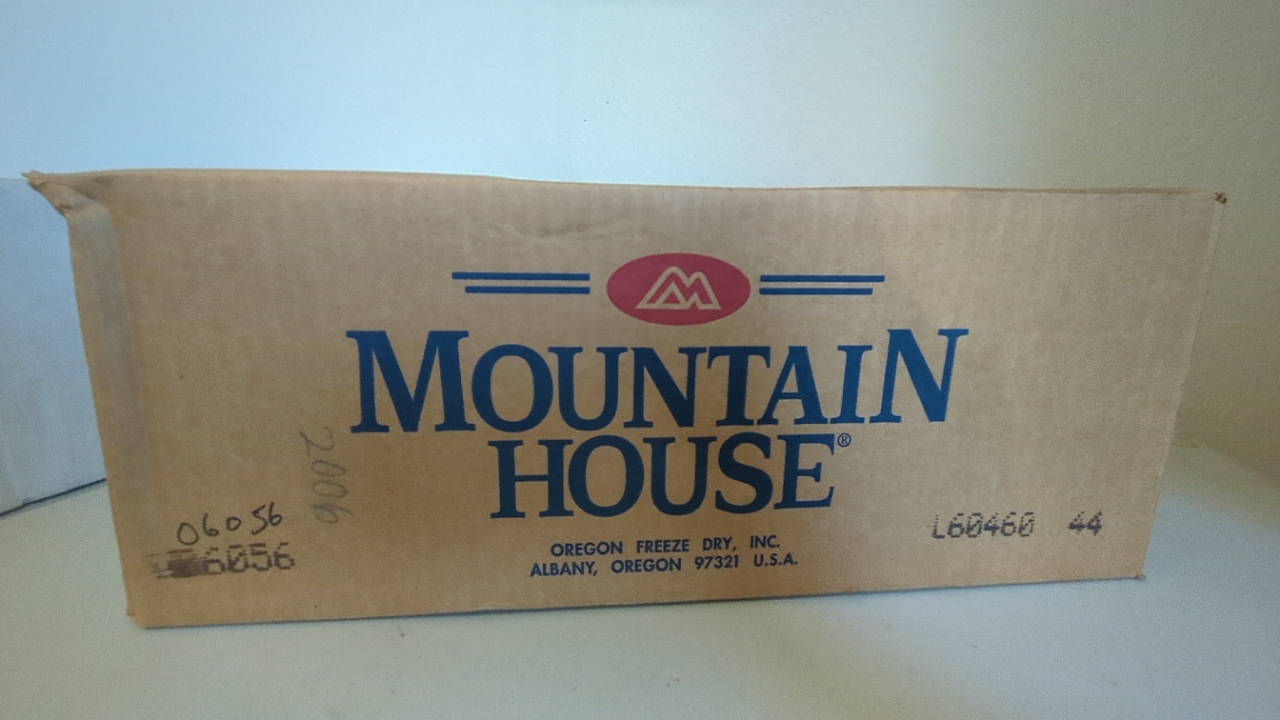 MOUNTAIN
HOUSE®
OREGON FREEZE DRY, INC.
ALBANY, OREGON 97321 U.S.A.
2006
06056
6056
L60460 44